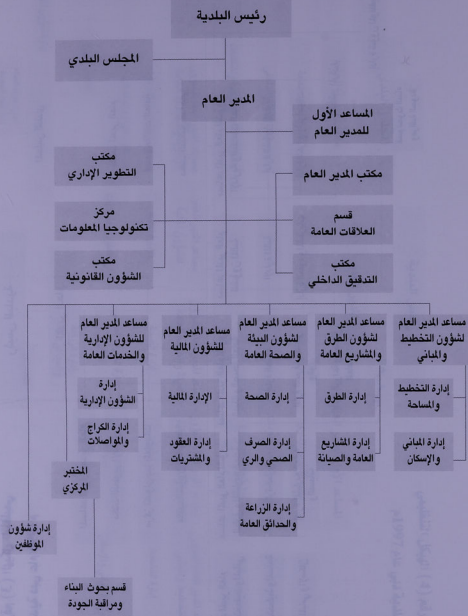 رئيس البلدية
المجلس البلدي
المدير العام
المساعد الأول
للمدير العام
مكتب
التطوير الإداري
مكتب المدير العام
مركز
تكنولوجيا المعلومات
قسم
العلاقات العامة
مكتب
الشؤون القانونية
مكتب
التدقيق الداخلي
مساعد المدير العام
لشؤون التخطيط
والمباني
إدارة التخطيط
والمساحة
إدارة المباني
والإسكان
مساعد المدير العام
لشؤون الطرق
والمشاريع العامة
إدارة الطرق
إدارة المشاريع
العامة والصيانة
مساعد المدير العام
لشؤون البيئة
والصحة العامة
إدارة الصحة
إدارة الصرف
الصحي والري
إدارة الزراعة
والحدائق العامة
مساعد المدير العام
للشؤون المالية
الإدارة المالية
إدارة العقود
والمشتريات
مساعد المدير العام
للشؤون الإدارية
والخدمات العامة
إدارة
الشؤون الإدارية
إدارة الكراج
والمواصلات
المختبر
المركزي
قسم بحوث البناء
ومراقبة الجودة
إدارة شؤون
الموظفين